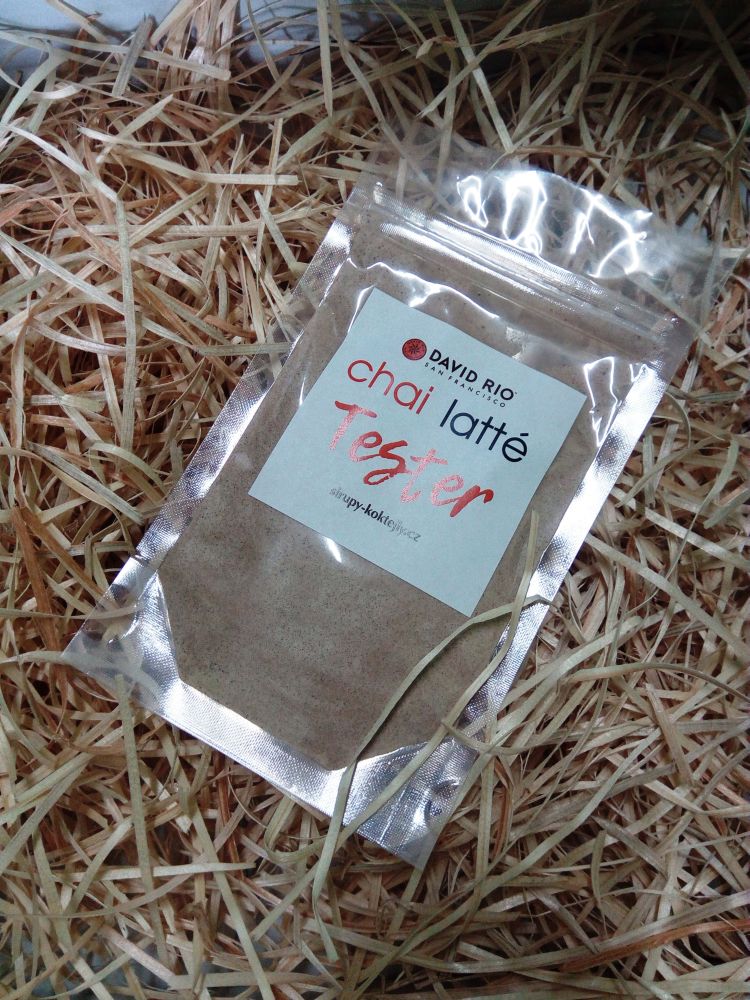 DAVID RIO
SAN FRANCISCO
chai latté
Tester
sirupy-koktejly.cz